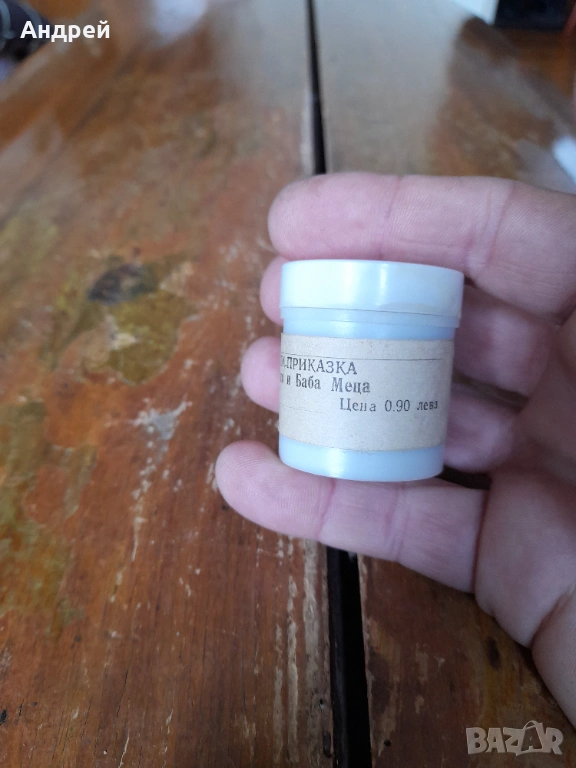 Андрей
ПРИКАЗКА
и Баба Меца
Цена 0.90 лева
BAZAR